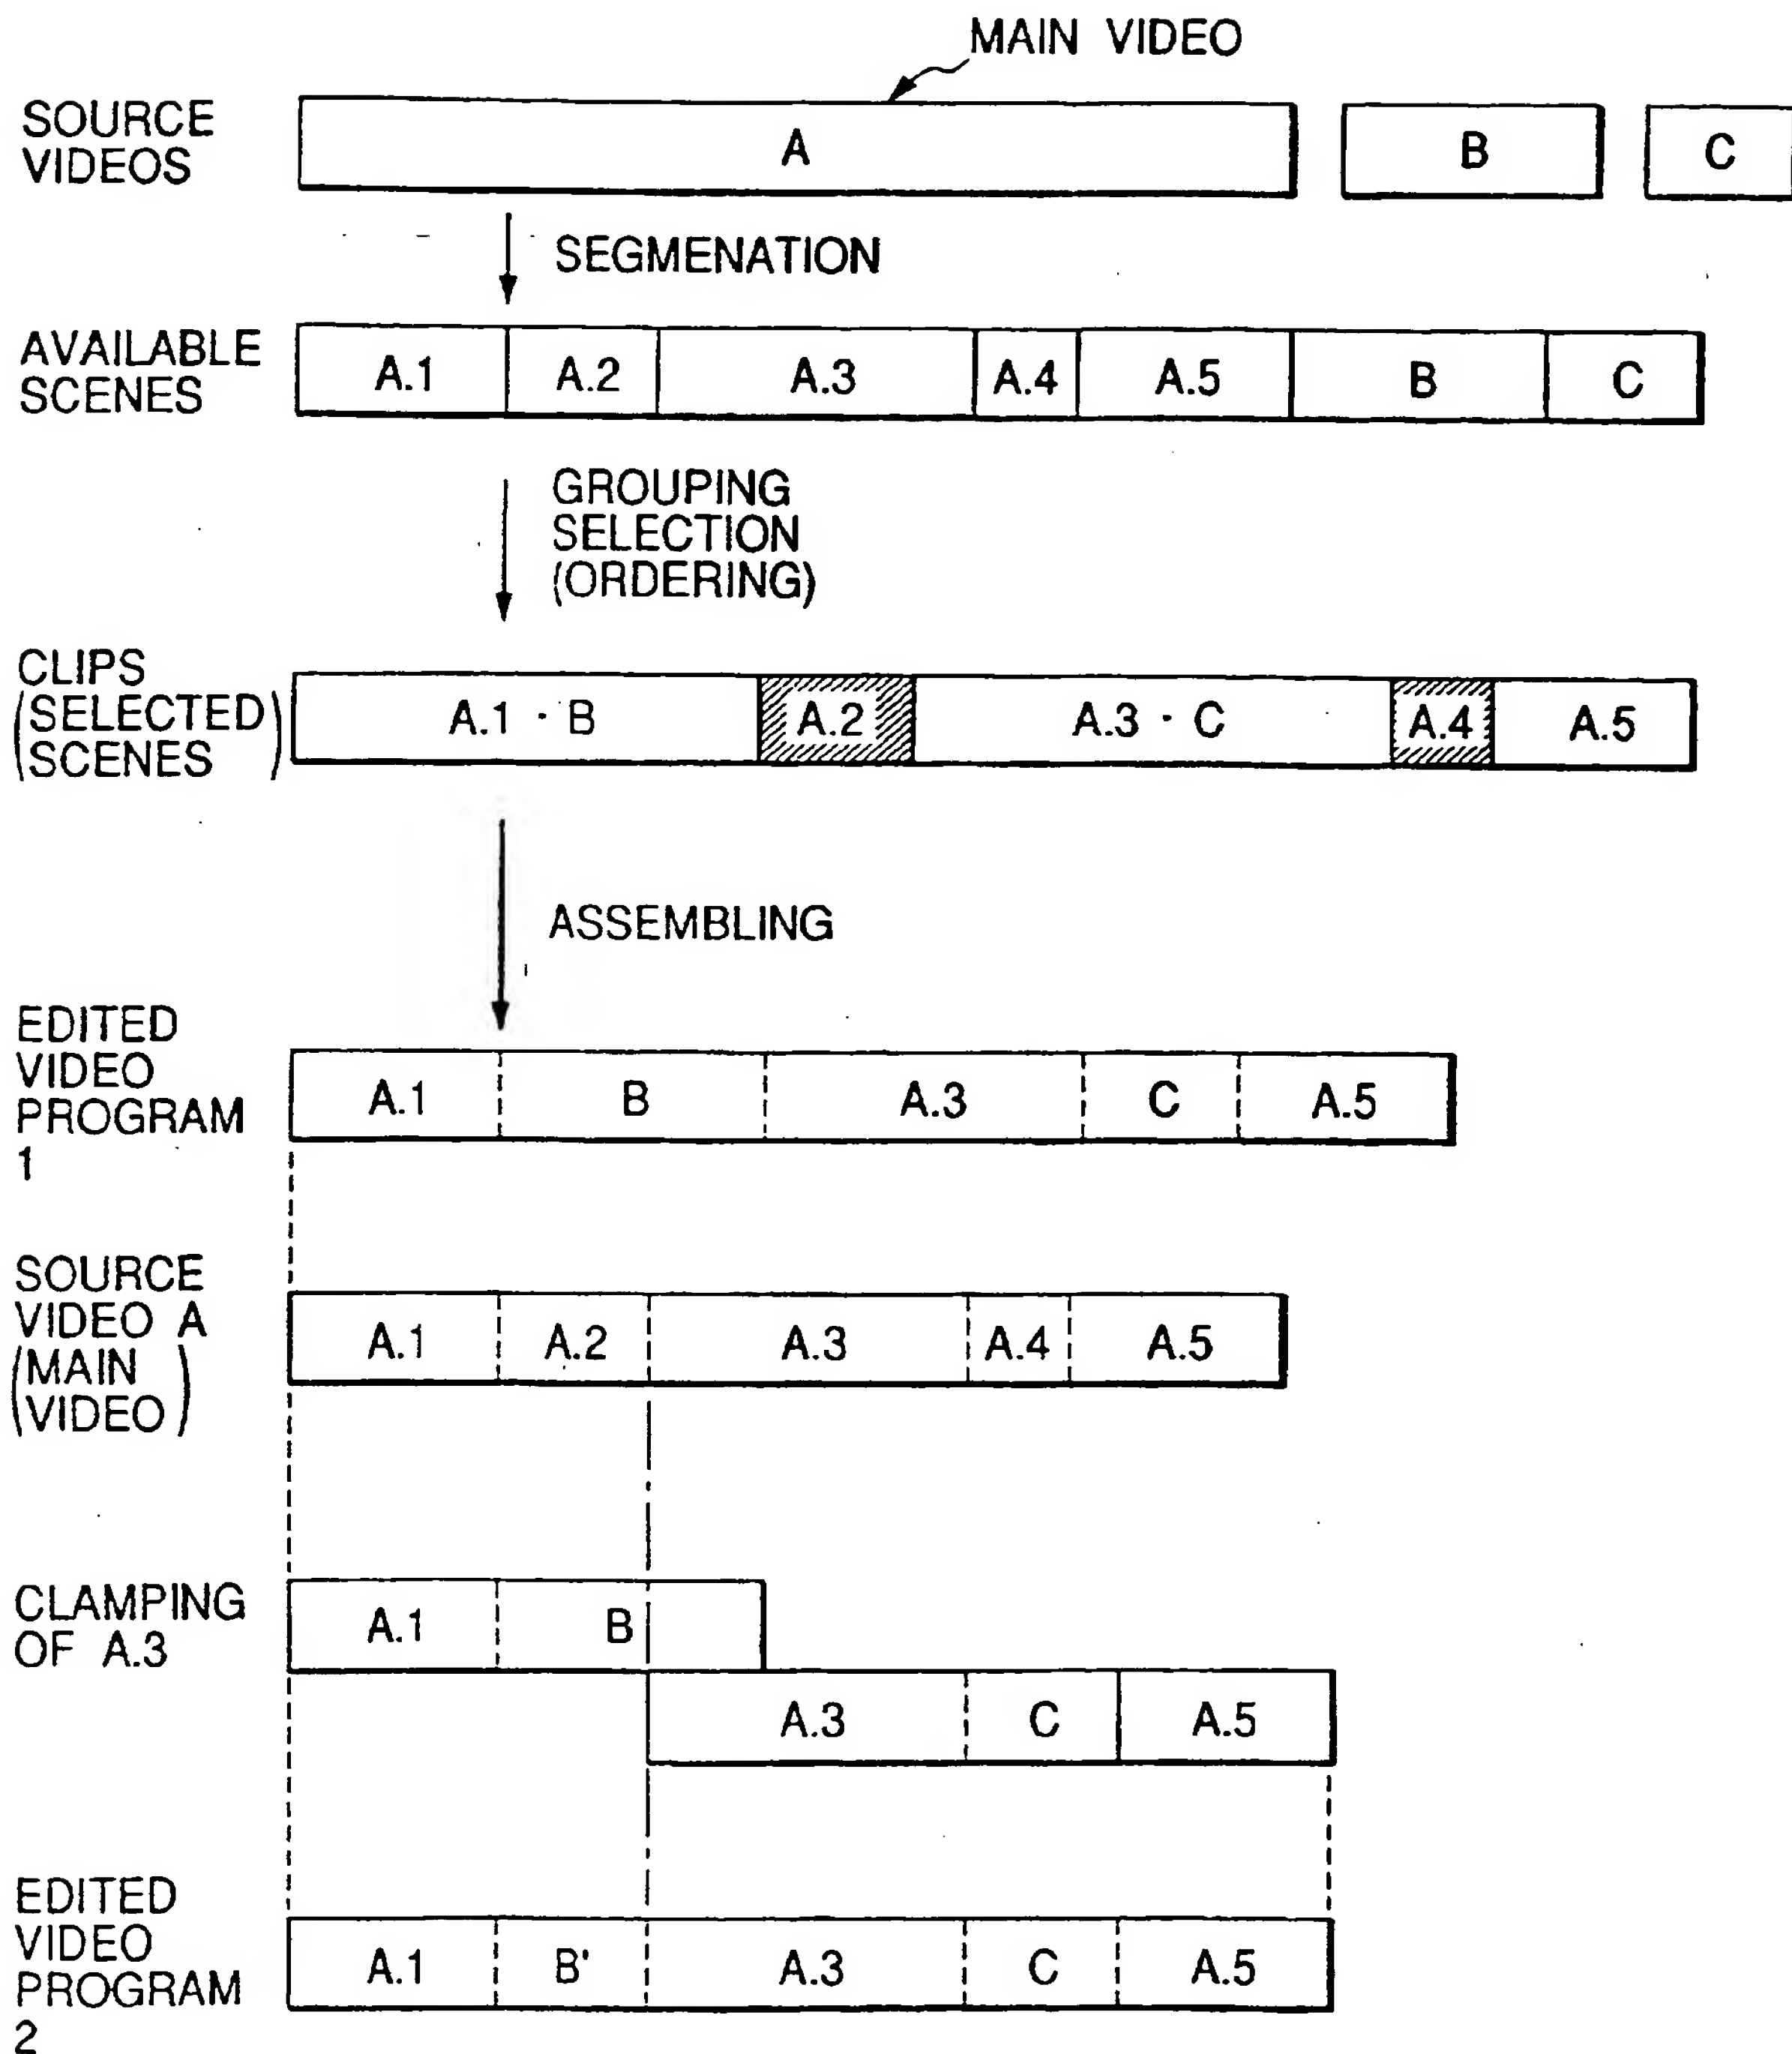 MAIN VIDEO
SOURCE
VIDEOS
A
B
C
SEGMENATION
AVAILABLE
SCENES
A.1
A.2
A.3
A.4
A.5
B
C
GROUPING
SELECTION
(ORDERING)
CLIPS
(SELECTED)
SCENES
A.1 · B
A.2
A.3 · C
A.4
A.5
ASSEMBLING
EDITED
VIDEO
PROGRAM
1
A.1
B
A.3
C
A.5
SOURCE
VIDEO A
(MAIN
VIDEO)
A.1
A.2
A.3
A.4
A.5
CLAMPING
OF A.3
A.1
B
A.3
C
A.5
EDITED
VIDEO
PROGRAM
2
A.1
B'
A.3
C
A.5